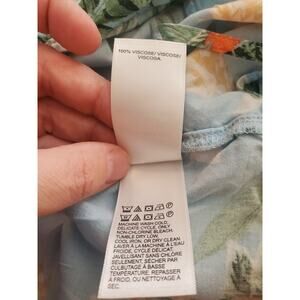 100% VISCOSE/ VISCOSE/
VISCOSA
MACHINE WASH COLD,
DELICATE CYCLE, ONLY
NON-CHLORINE BLEACH,
TUMBLE DRY LOW,
COOL IRON, OR DRY CLEAN
LAVER À LA MACHINE À L'EAU
FROIDE, DÉLICAT CYCLE,
JAVELLISANT SANS CHLORE
SEULEMENT, SÉCHER PAR
CULBUTAGE À BASSE
TEMPÉRATURE, REPASSER
À FROID, OU NETTOYAGE À
SEC.